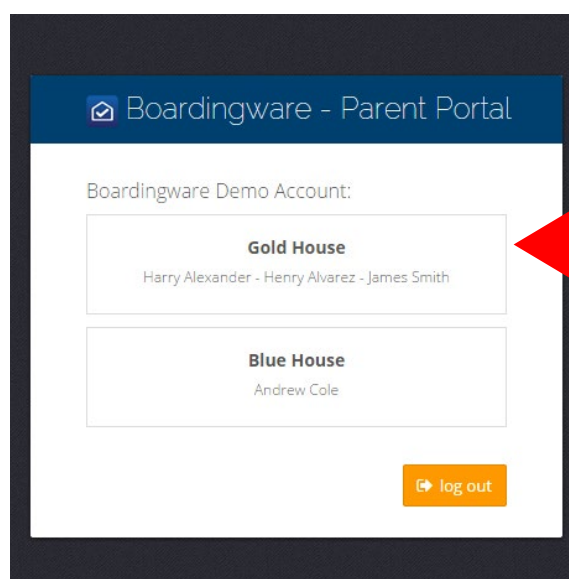 Boardingware - Parent Portal
Boardingware Demo Account:
Gold House
Harry Alexander - Henry Alvarez - James Smith
Blue House
Andrew Cole
log out